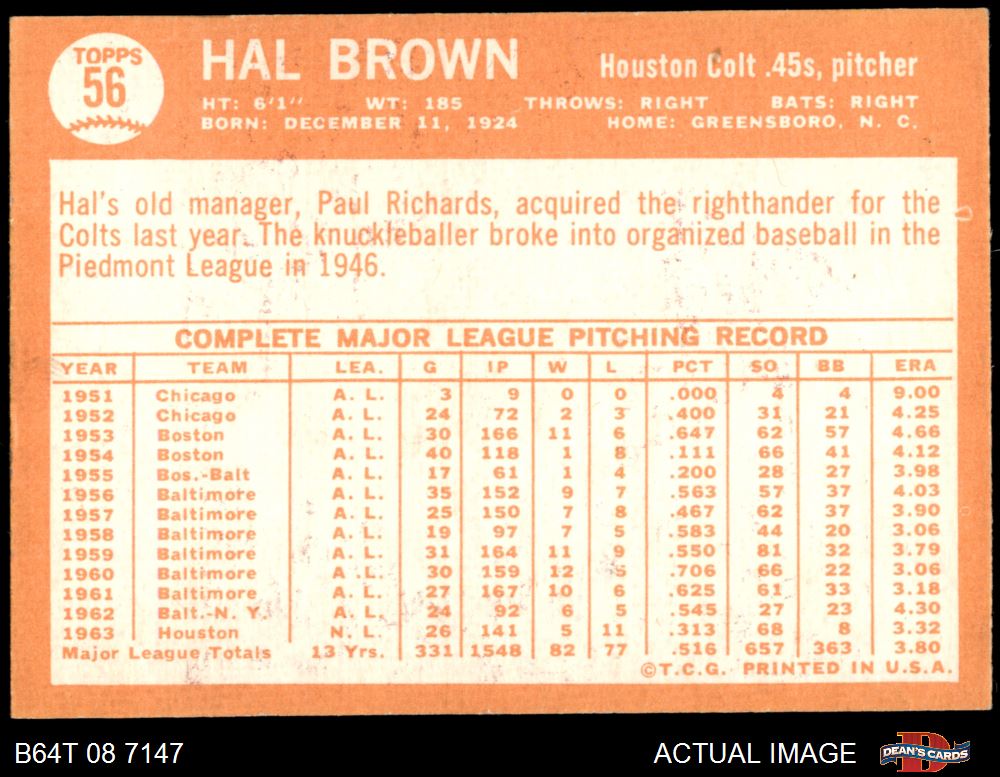 TOPPS
56
HAL BROWN
Houston Colt .45s, pitcher
HT: 6'1" WT: 185 THROWS: RIGHT BATS: RIGHT
BORN: DECEMBER 11, 1924 HOME: GREENSBORO, N. C.
Hal's old manager, Paul Richards, acquired the righthander for the
Colts last year. The knuckleballer broke into organized baseball in the
Piedmont League in 1946.
COMPLETE MAJOR LEAGUE PITCHING RECORD
YEAR TEAM LEA. G IP W L PCT SO BB ERA
1951 Chicago A. L. 3 9 0 0 .000 4 4 9.00
1952 Chicago A. L. 24 72 2 3 .400 31 21 4.25
1953 Boston A. L. 30 166 11 6 .647 62 57 4.66
1954 Boston A. L. 40 118 1 8 .111 66 41 4.12
1955 Bos.-Balt A. L. 17 61 1 4 .200 28 27 3.98
1956 Baltimore A. L. 35 152 9 7 .563 57 37 4.03
1957 Baltimore A. L. 25 150 7 8 .467 62 37 3.90
1958 Baltimore A. L. 19 97 7 5 .583 44 20 3.06
1959 Baltimore A. L. 31 164 11 9 .550 81 32 3.79
1960 Baltimore A .L. 30 159 12 5 .706 66 22 3.06
1961 Baltimore A. L. 27 167 10 6 .625 61 33 3.18
1962 Balt.-N. Y. A. L. 24 92 6 5 .545 27 23 4.30
1963 Houston N. L. 26 141 5 11 .313 68 8 3.32
Major League Totals 13 Yrs. 331 1548 82 77 .516 657 363 3.80
©T.C.G. PRINTED IN U.S.A.
B64T 08 7147
ACTUAL IMAGE
DEAN'S CARDS